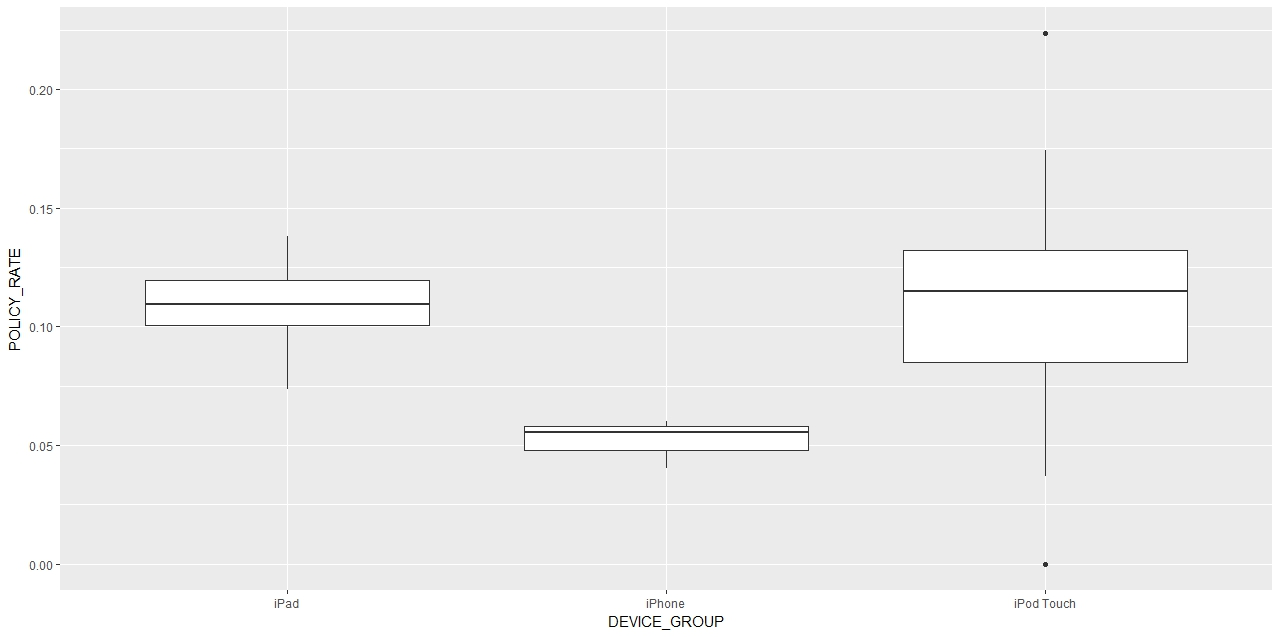 POLICY_RATE
0.20
0.15
0.10
0.05
0.00
iPad iPhone iPod Touch
DEVICE_GROUP